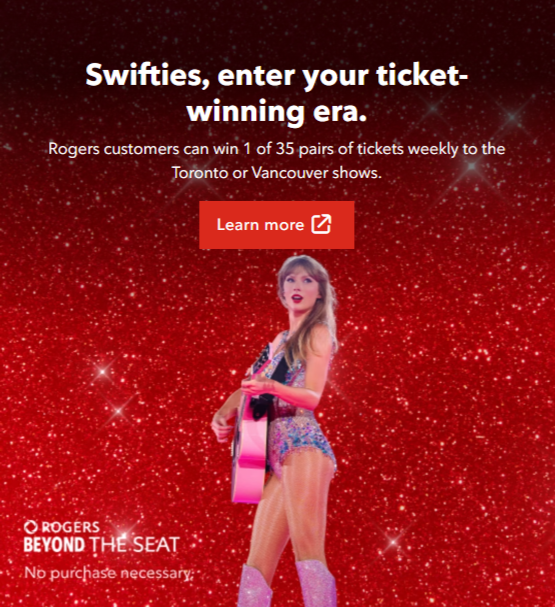 Swifties, enter your ticket-
winning era.
Rogers customers can win 1 of 35 pairs of tickets weekly to the
Toronto or Vancouver shows.
Learn more
ROGERS
BEYOND THE SEAT
No purchase necessary.